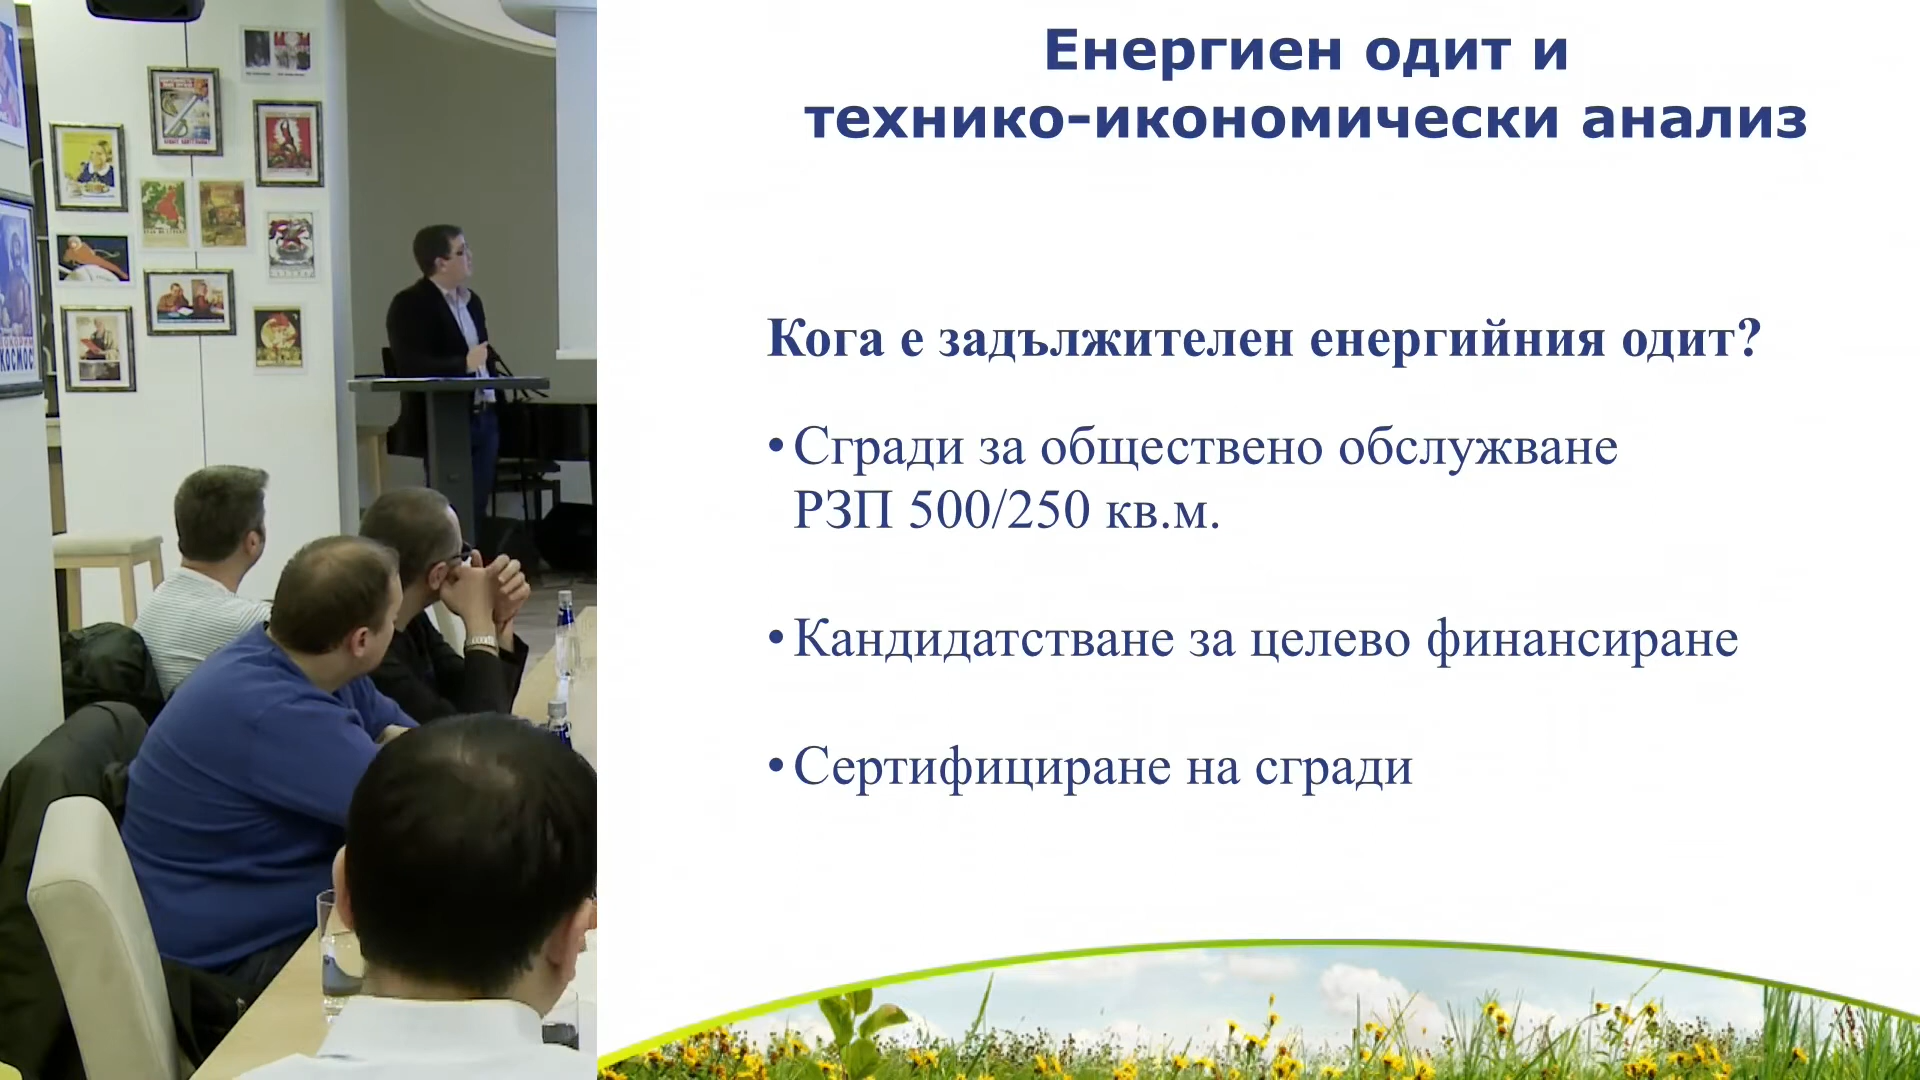 Енергиен одит и
технико-икономически анализ
Кога е задължителен енергийния одит?
• Сгради за обществено обслужване
РЗП 500/250 кв.м.
• Кандидатстване за целево финансиране
• Сертифициране на сгради
КОСМОС!